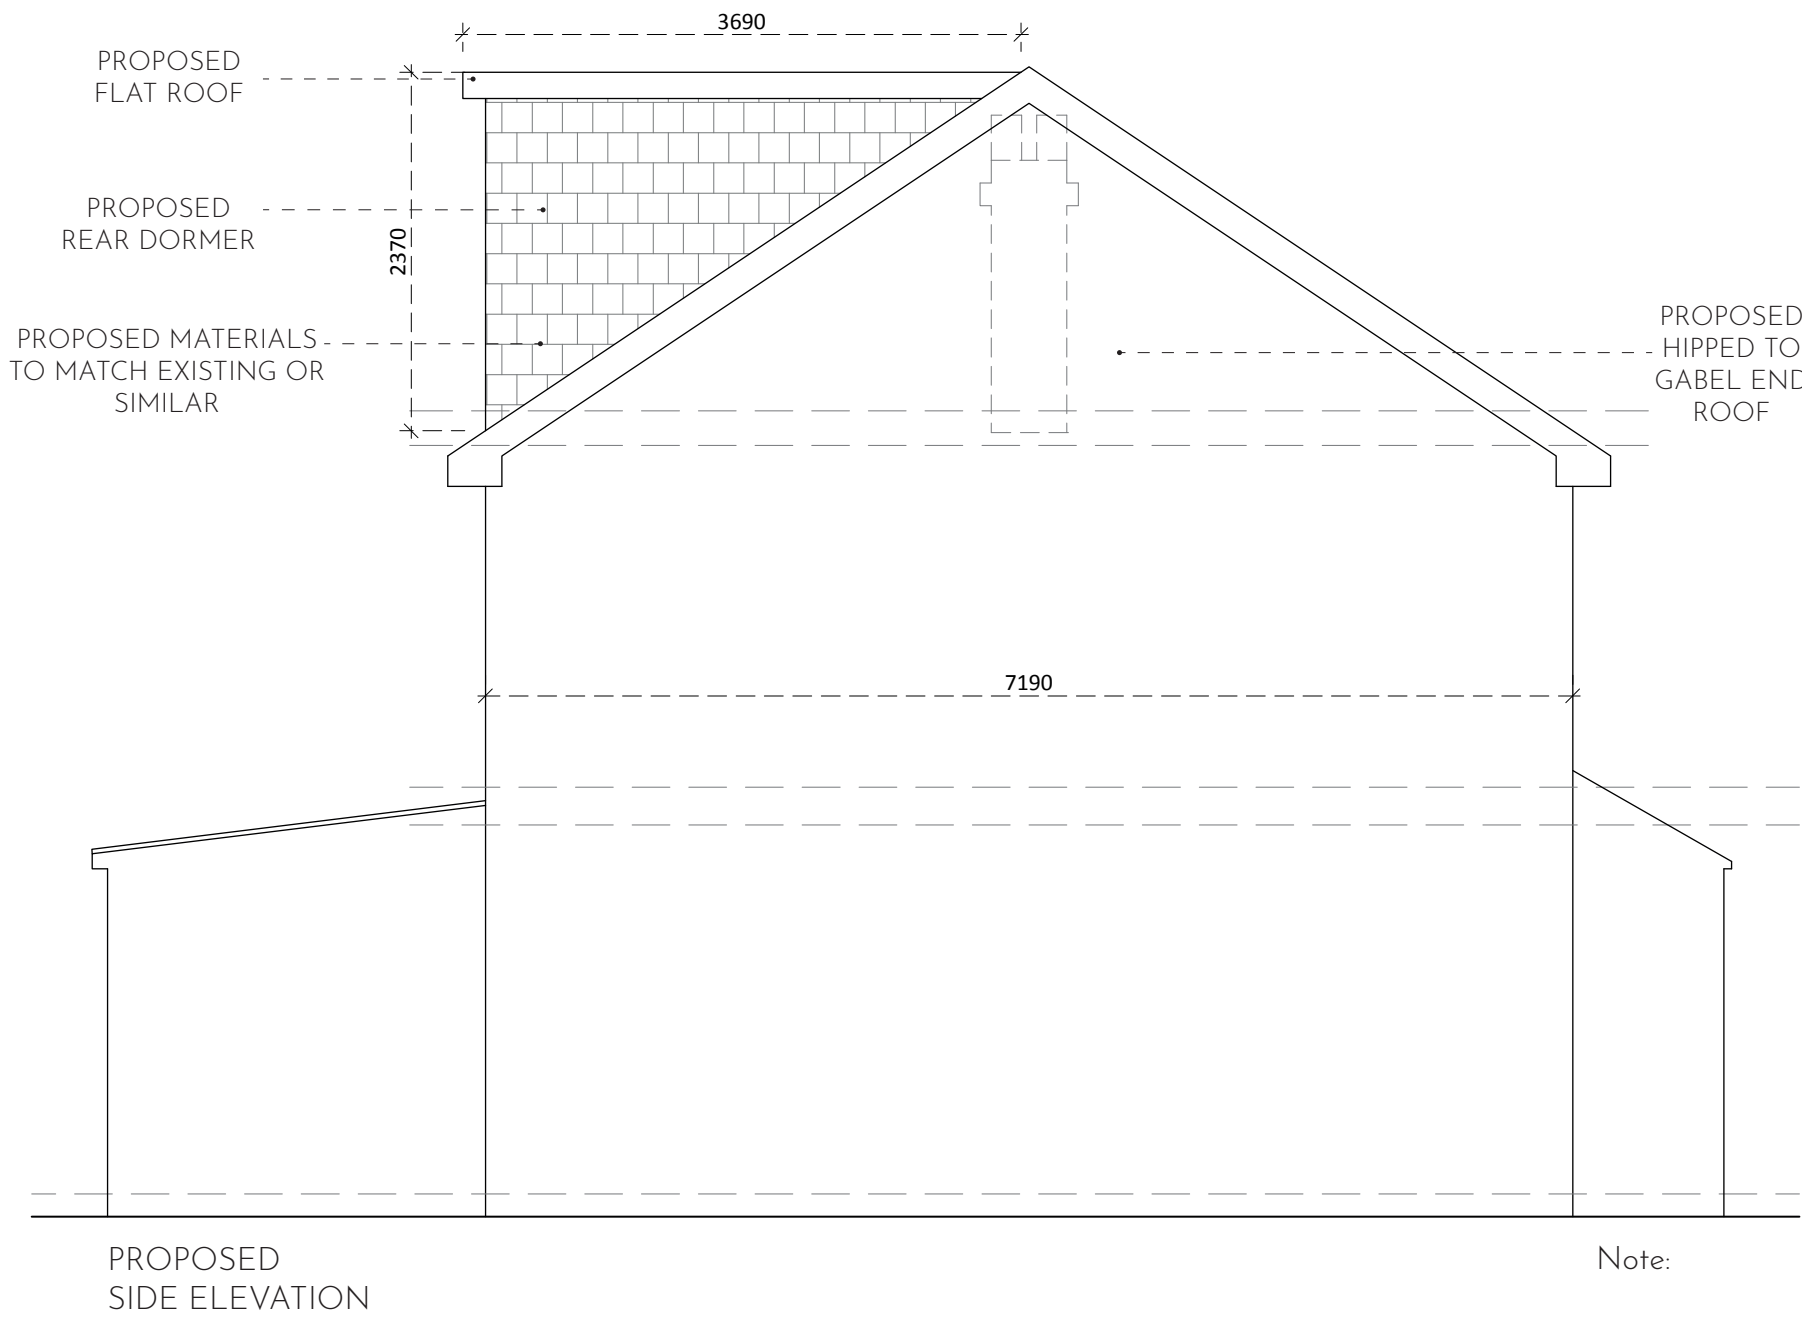 3690
PROPOSED
FLAT ROOF
PROPOSED
REAR DORMER
2370
PROPOSED MATERIALS
TO MATCH EXISTING OR
SIMILAR
PROPOSED
HIPPED TO
GABEL END
ROOF
7190
PROPOSED
SIDE ELEVATION
Note: